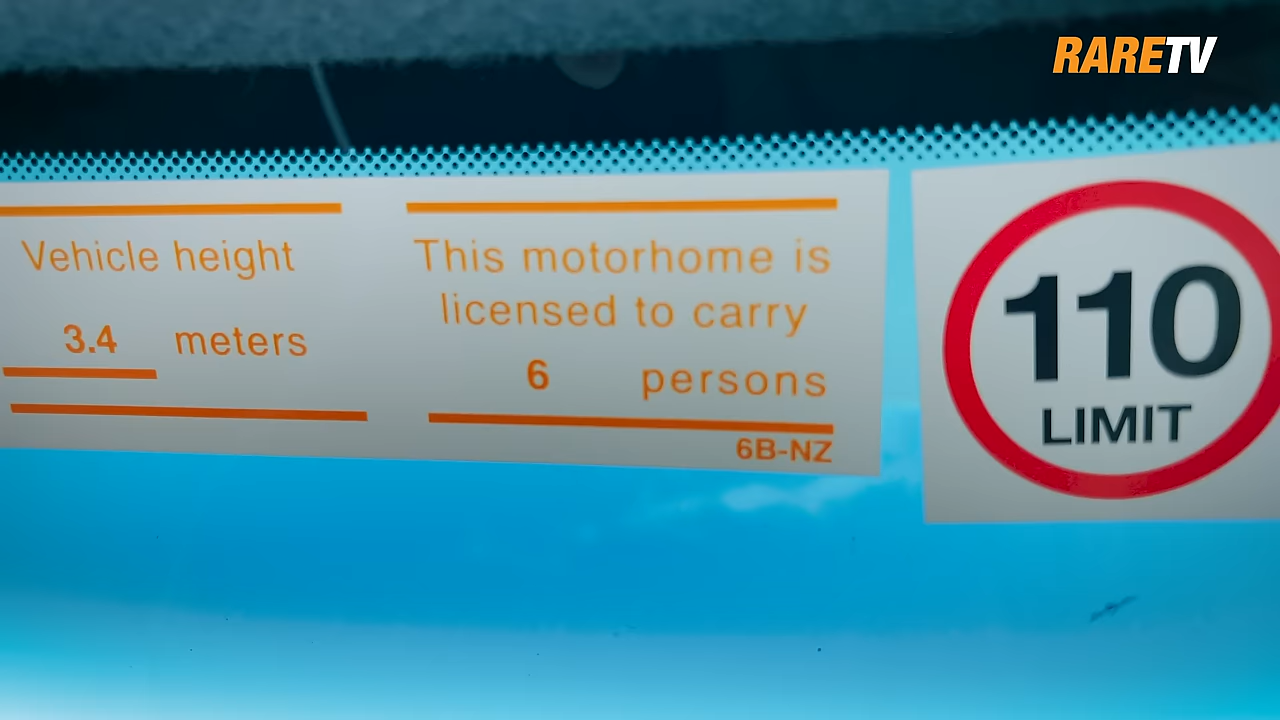 RARETV
Vehicle height
3.4 meters
This motorhome is
licensed to carry
6 persons
6B-NZ
110
LIMIT